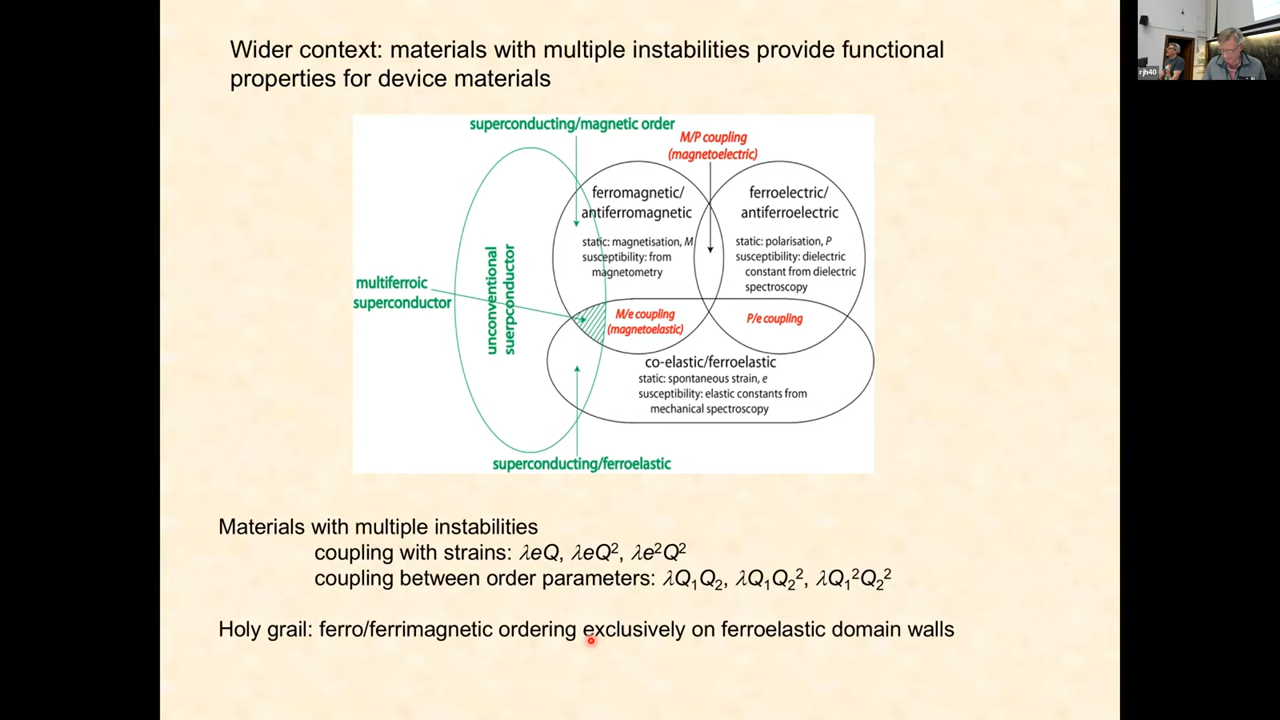 Wider context: materials with multiple instabilities provide functional
properties for device materials
superconducting/magnetic order
M/P coupling
(magnetoelectric)
ferromagnetic/
antiferromagnetic
static: magnetisation, M
susceptibility: from
magnetometry
ferroelectric/
antiferroelectric
static: polarisation, P
susceptibility: dielectric
constant from dielectric
spectroscopy
unconventional
suerpconductor
multiferroic
superconductor
M/e coupling
(magnetoelastic)
P/e coupling
co-elastic/ferroelastic
static: spontaneous strain, e
susceptibility: elastic constants from
mechanical spectroscopy
superconducting/ferroelastic
Materials with multiple instabilities
coupling with strains: λeQ, λeQ², λe²Q²
coupling between order parameters: λQ₁Q₂, λQ₁Q₂², λQ₁²Q₂²
Holy grail: ferro/ferrimagnetic ordering exclusively on ferroelastic domain walls
rjh40